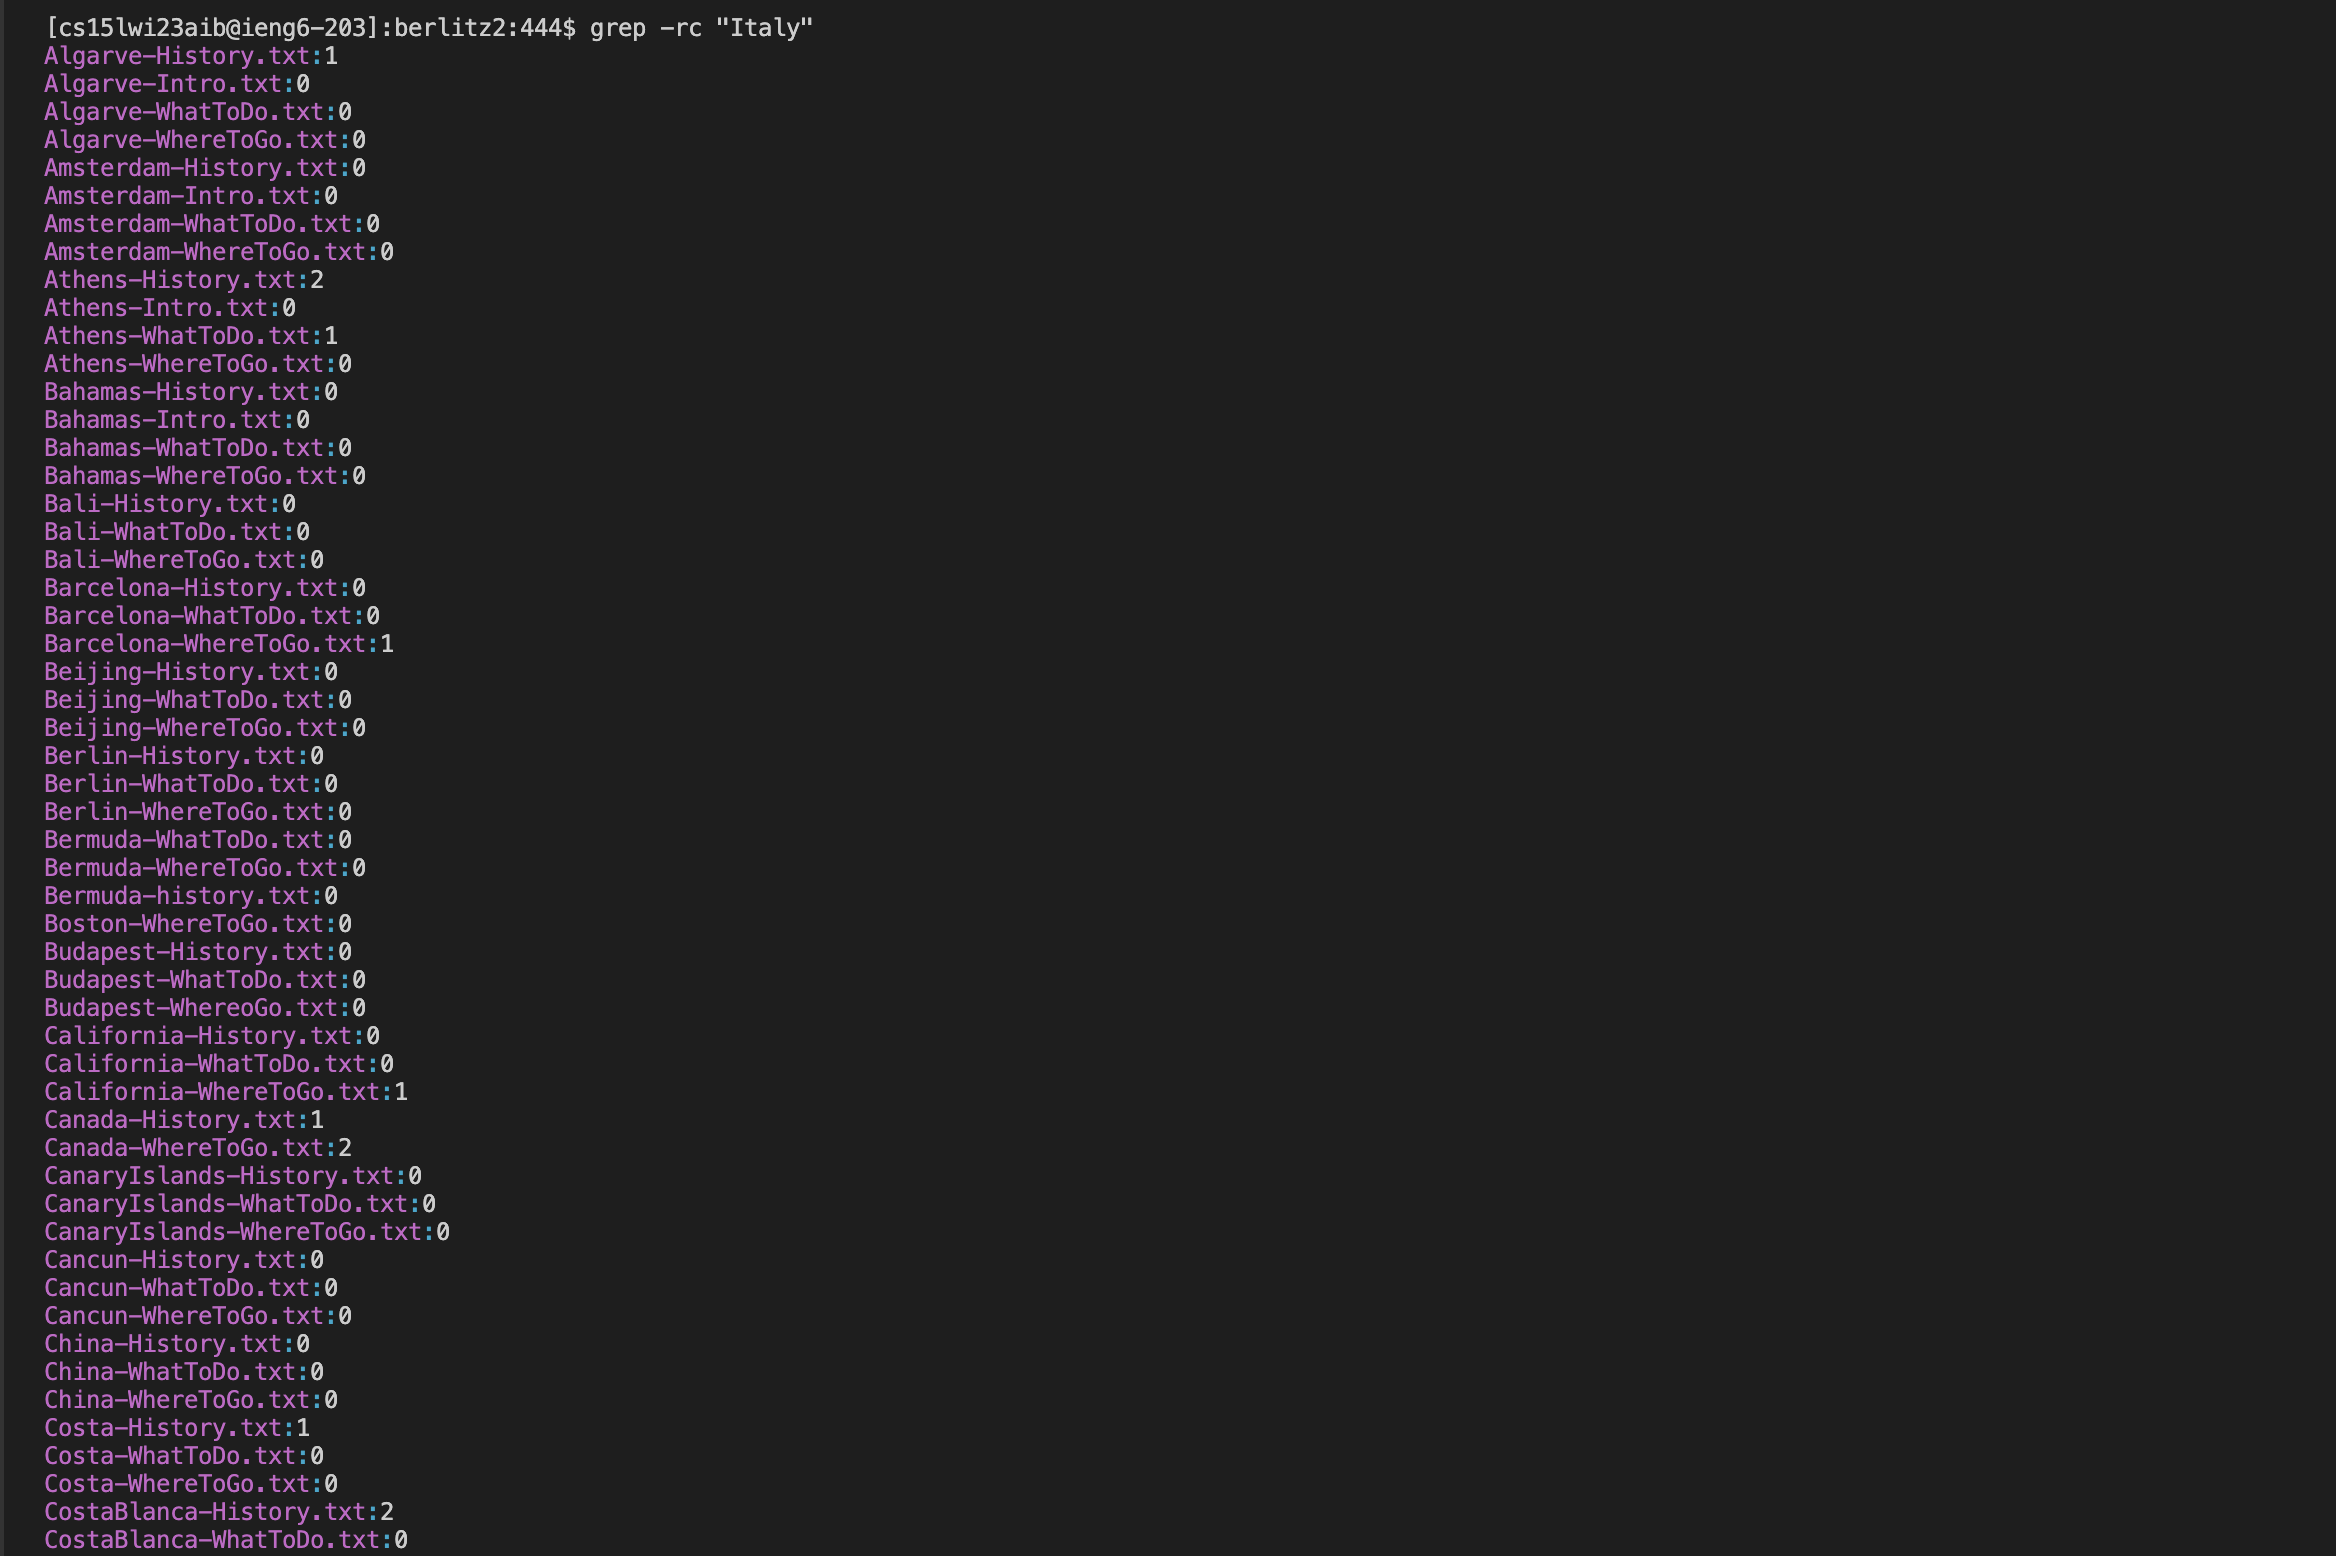 [cs15lwi23aib@ieng6-203]:berlitz2:444$ grep -rc "Italy"
Algarve-History.txt:1
Algarve-Intro.txt:0
Algarve-WhatToDo.txt:0
Algarve-WhereToGo.txt:0
Amsterdam-History.txt:0
Amsterdam-Intro.txt:0
Amsterdam-WhatToDo.txt:0
Amsterdam-WhereToGo.txt:0
Athens-History.txt:2
Athens-Intro.txt:0
Athens-WhatToDo.txt:1
Athens-WhereToGo.txt:0
Bahamas-History.txt:0
Bahamas-Intro.txt:0
Bahamas-WhatToDo.txt:0
Bahamas-WhereToGo.txt:0
Bali-History.txt:0
Bali-WhatToDo.txt:0
Bali-WhereToGo.txt:0
Barcelona-History.txt:0
Barcelona-WhatToDo.txt:0
Barcelona-WhereToGo.txt:1
Beijing-History.txt:0
Beijing-WhatToDo.txt:0
Beijing-WhereToGo.txt:0
Berlin-History.txt:0
Berlin-WhatToDo.txt:0
Berlin-WhereToGo.txt:0
Bermuda-WhatToDo.txt:0
Bermuda-WhereToGo.txt:0
Bermuda-history.txt:0
Boston-WhereToGo.txt:0
Budapest-History.txt:0
Budapest-WhatToDo.txt:0
Budapest-WhereoGo.txt:0
California-History.txt:0
California-WhatToDo.txt:0
California-WhereToGo.txt:1
Canada-History.txt:1
Canada-WhereToGo.txt:2
CanaryIslands-History.txt:0
CanaryIslands-WhatToDo.txt:0
CanaryIslands-WhereToGo.txt:0
Cancun-History.txt:0
Cancun-WhatToDo.txt:0
Cancun-WhereToGo.txt:0
China-History.txt:0
China-WhatToDo.txt:0
China-WhereToGo.txt:0
Costa-History.txt:1
Costa-WhatToDo.txt:0
Costa-WhereToGo.txt:0
CostaBlanca-History.txt:2
CostaBlanca-WhatToDo.txt:0